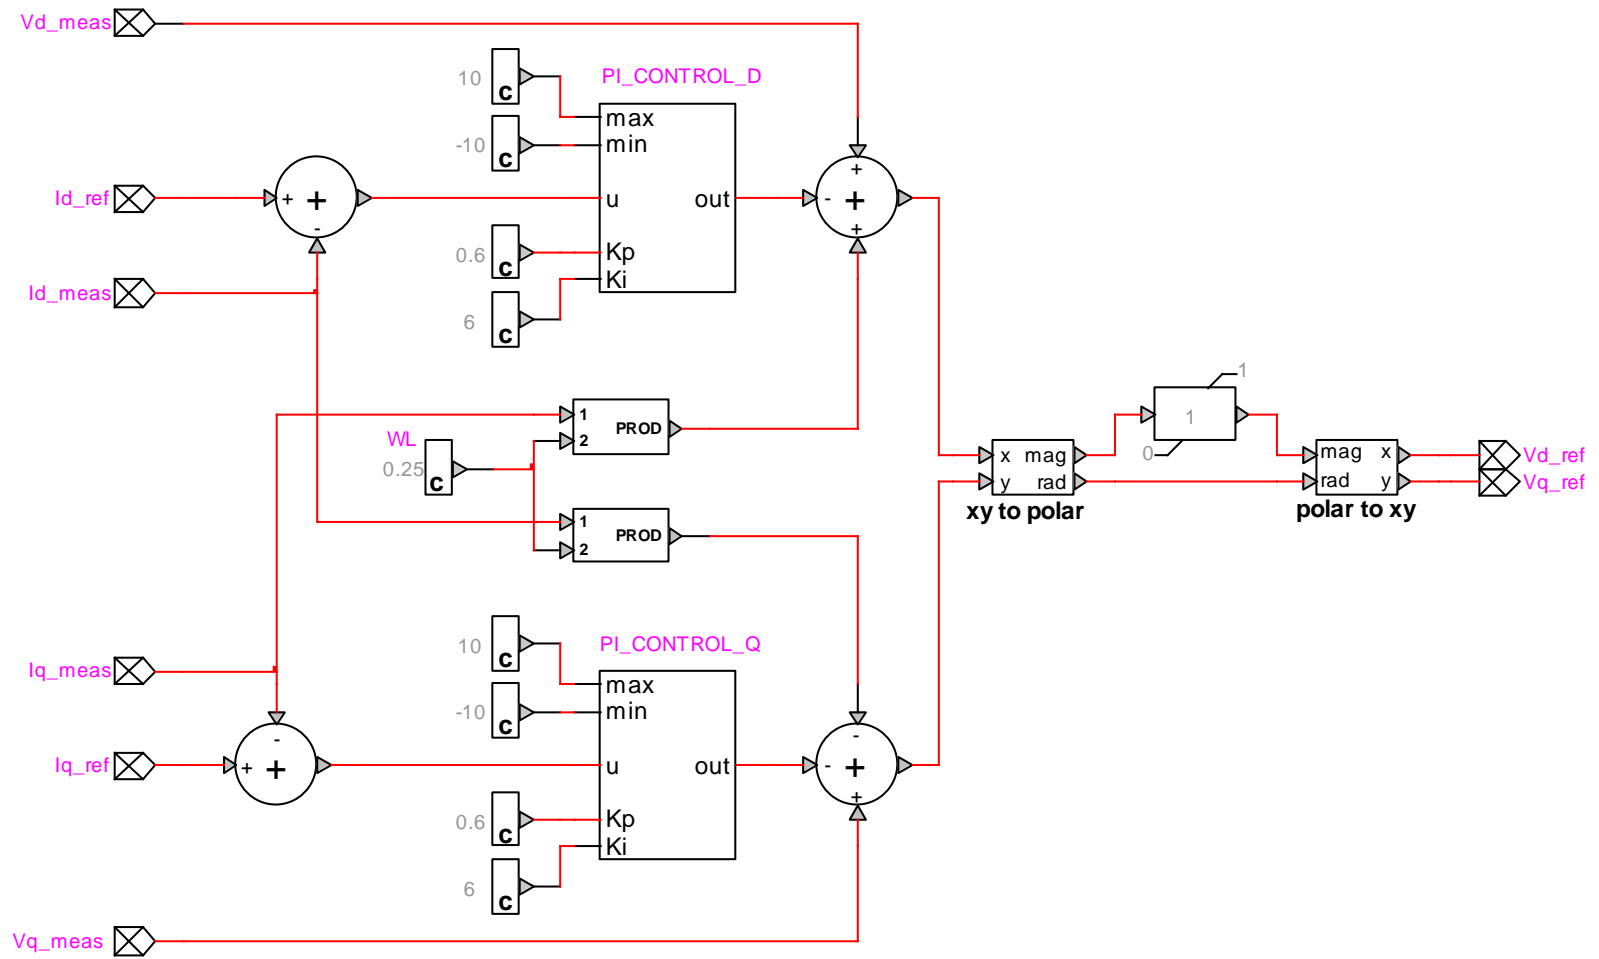 Vd_meas
10
PI_CONTROL_D
c
max
-10
c
min
+
Id_ref
+
+
-
u
out
-
+
+
0.6
c
Kp
Id_meas
Ki
6
c
1
1
1
PROD
2
WL
0.25
c
0
x
mag
y
rad
xy to polar
mag
x
rad
y
polar to xy
Vd_ref
Vq_ref
1
PROD
2
10
PI_CONTROL_Q
c
Iq_meas
max
-10
c
min
-
-
Iq_ref
+
+
u
out
-
+
+
0.6
c
Kp
Ki
6
c
Vq_meas